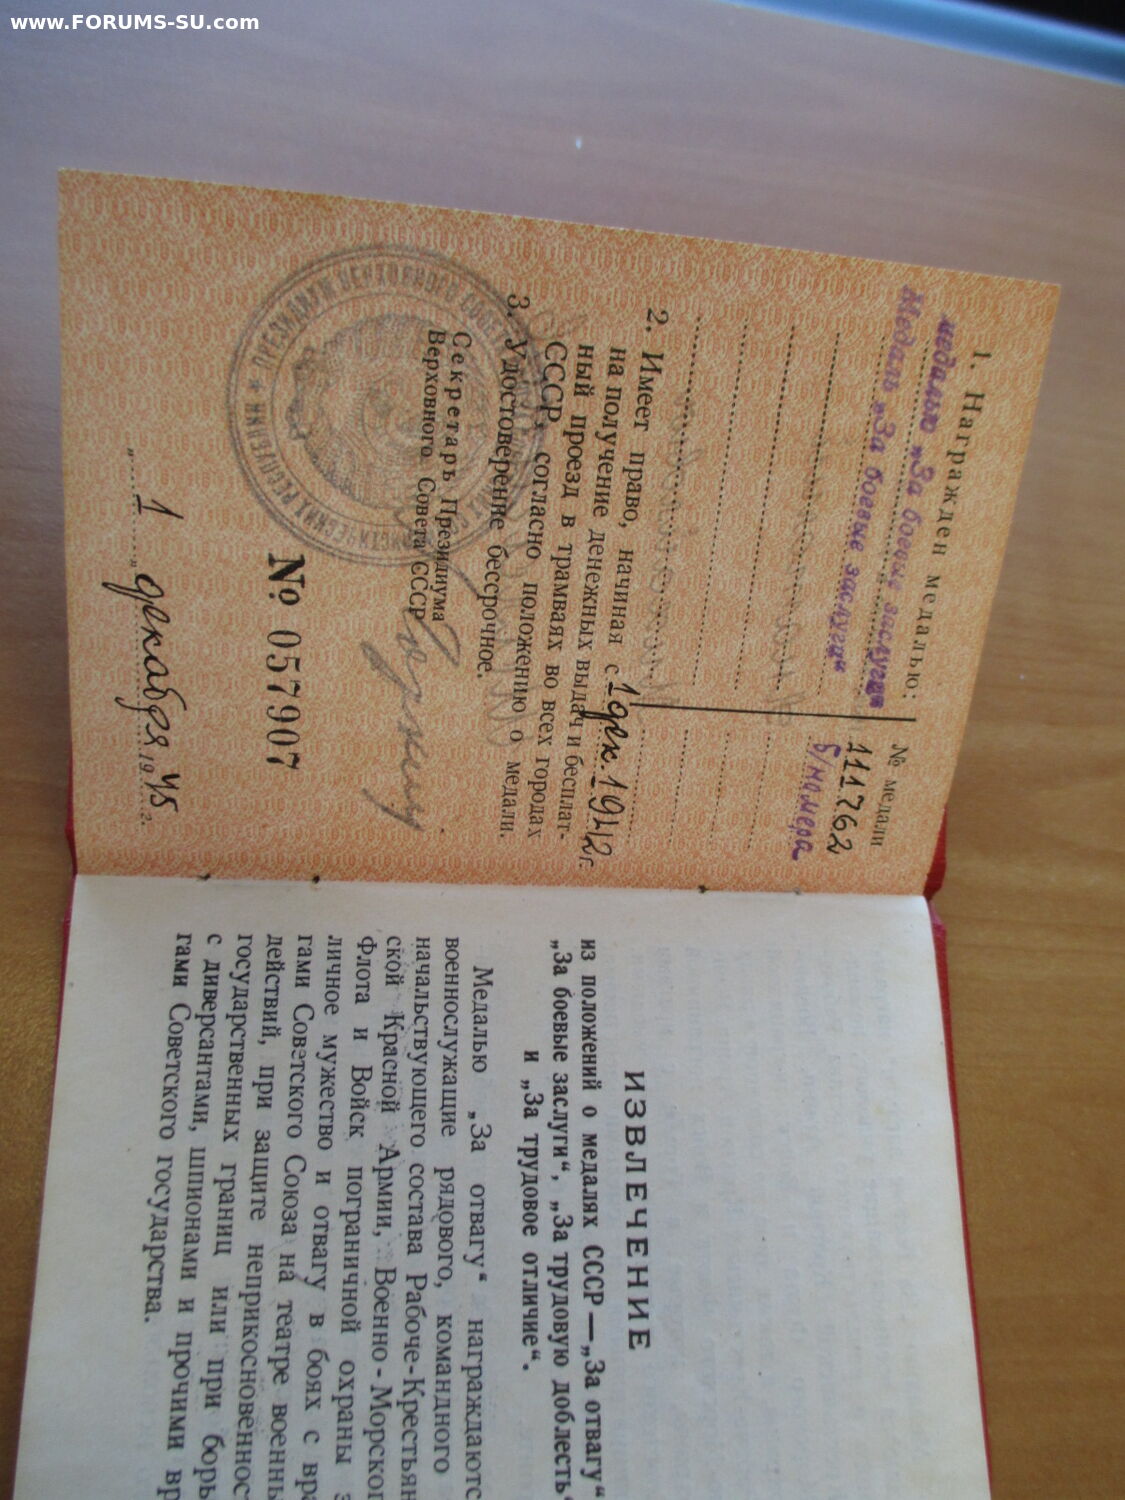 www.FORUMS-SU.com
1. Награжден медалью:
№ медали
медалью „За боевые заслуги“
111762
Медаль „За боевые заслуги“
б/номера
2. Имеет право, начиная с 1 дек. 1942 г.
на получение денежных выдач и бесплат-
ный проезд в трамваях во всех городах
СССР, согласно положению о медали.
3. Удостоверение бессрочное.
Секретарь Президиума
Верховного Совета СССР
№ 057907
„ 1 „ декабря 1945 г.
ИЗВЛЕЧЕНИЕ
из положений о медалях СССР—„За отвагу“
„За боевые заслуги“, „За трудовую доблесть“
и „За трудовое отличие“.
Медалью „За отвагу“ награждаютс
военнослужащие рядового, командного
начальствующего состава Рабоче-Крестьян
ской Красной Армии, Военно-Морског
Флота и Войск пограничной охраны з
личное мужество и отвагу в боях с вра
гами Советского Союза на театре военны
действий, при защите неприкосновеннос
государственных границ или при борь
с диверсантами, шпионами и прочими вр
гами Советского государства.